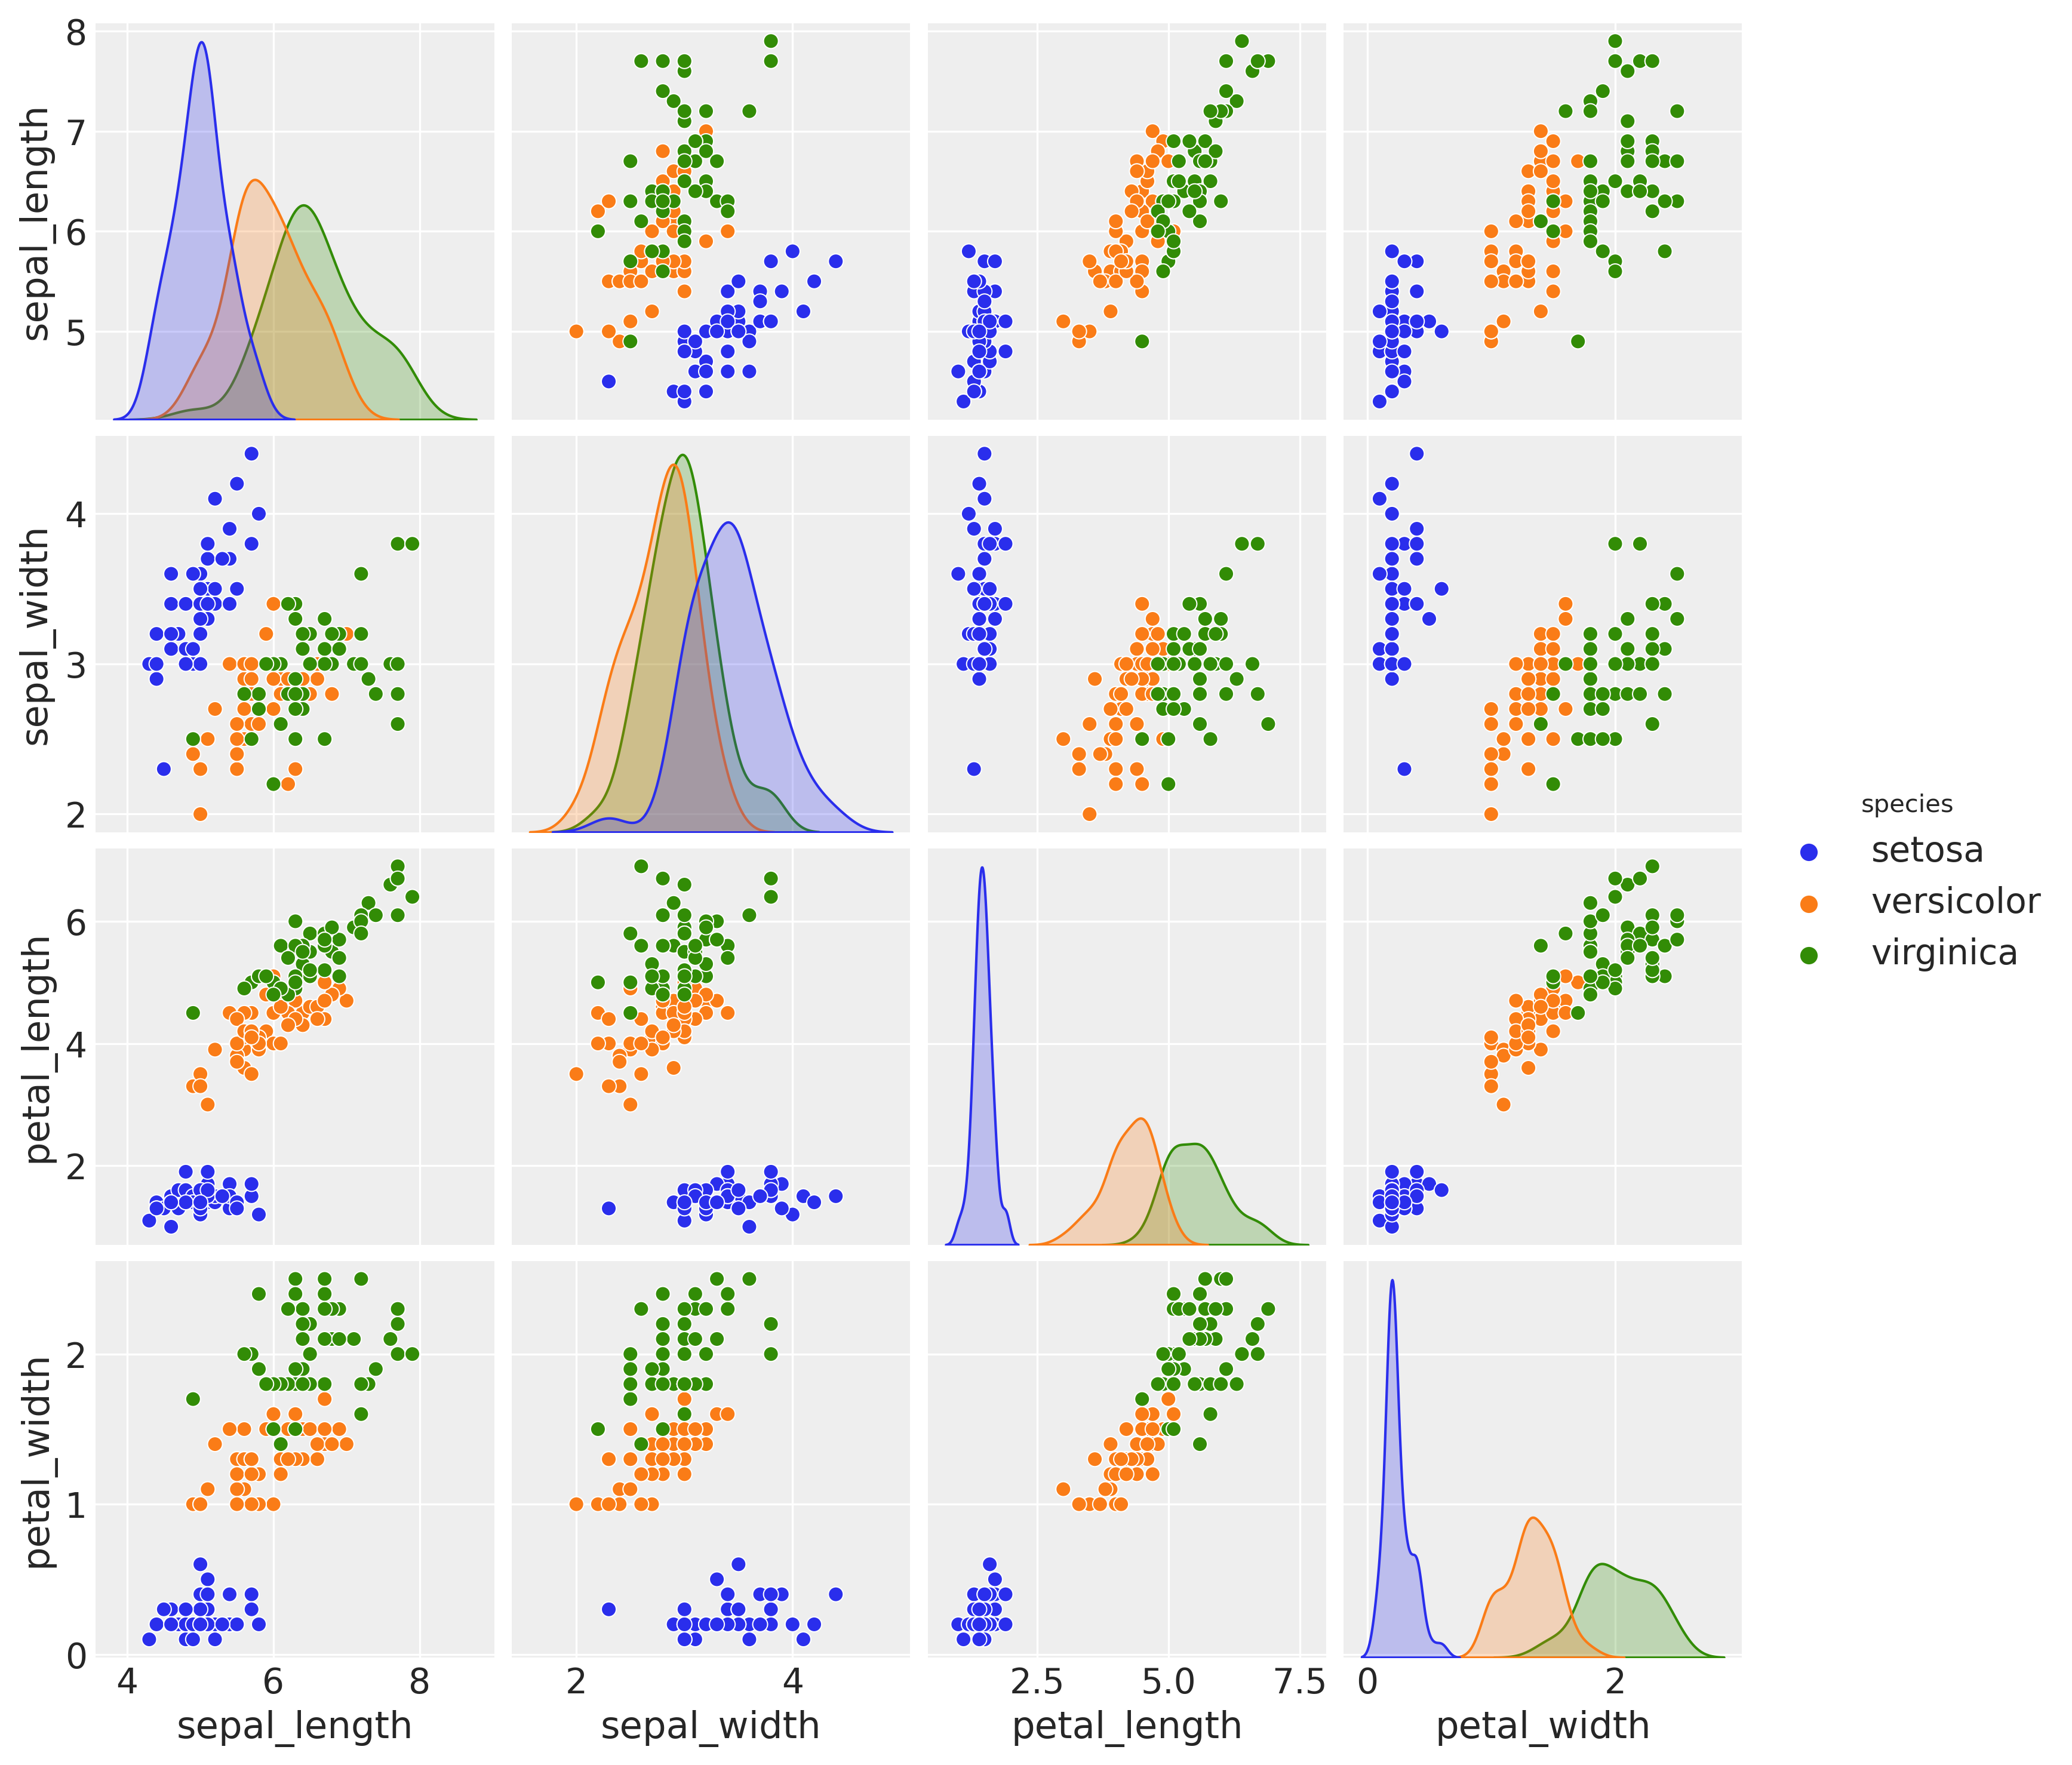 sepal_length
8
7
6
5
sepal_width
4
3
2
petal_length
6
4
2
petal_width
2
1
0
4 6 8
2 4
2.5 5.0 7.5
0 2
sepal_length
sepal_width
petal_length
petal_width
species
setosa
versicolor
virginica